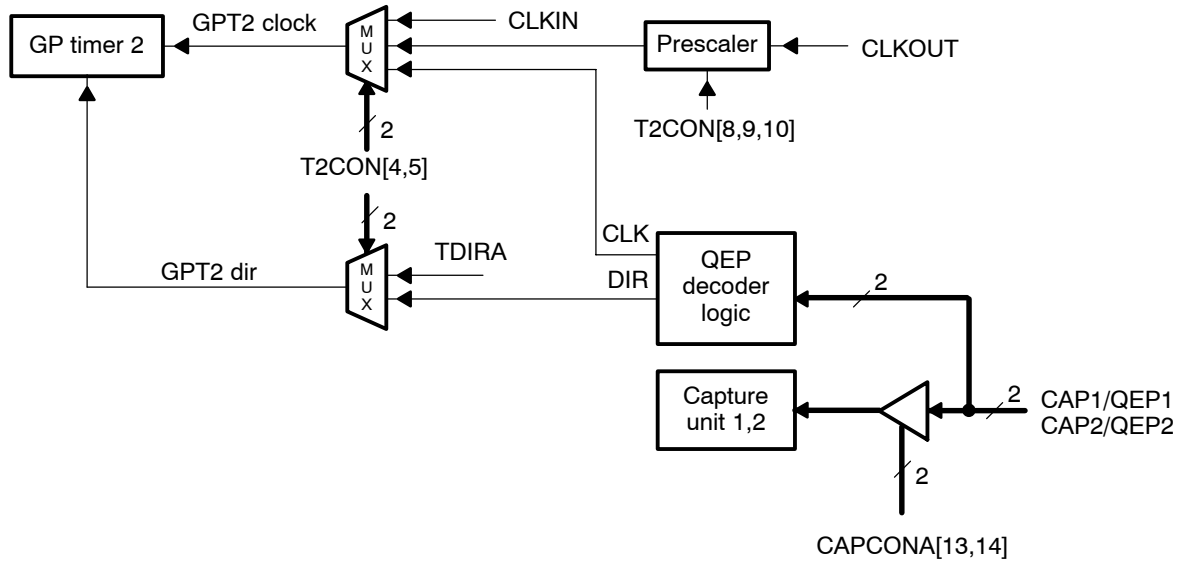 GPT2 clock
CLKIN
GP timer 2
MUX
Prescaler
CLKOUT
2
T2CON[8,9,10]
T2CON[4,5]
2
CLK
TDIRA
QEP
decoder
logic
GPT2 dir
MUX
DIR
2
Capture
unit 1,2
2
CAP1/QEP1
CAP2/QEP2
2
CAPCONA[13,14]